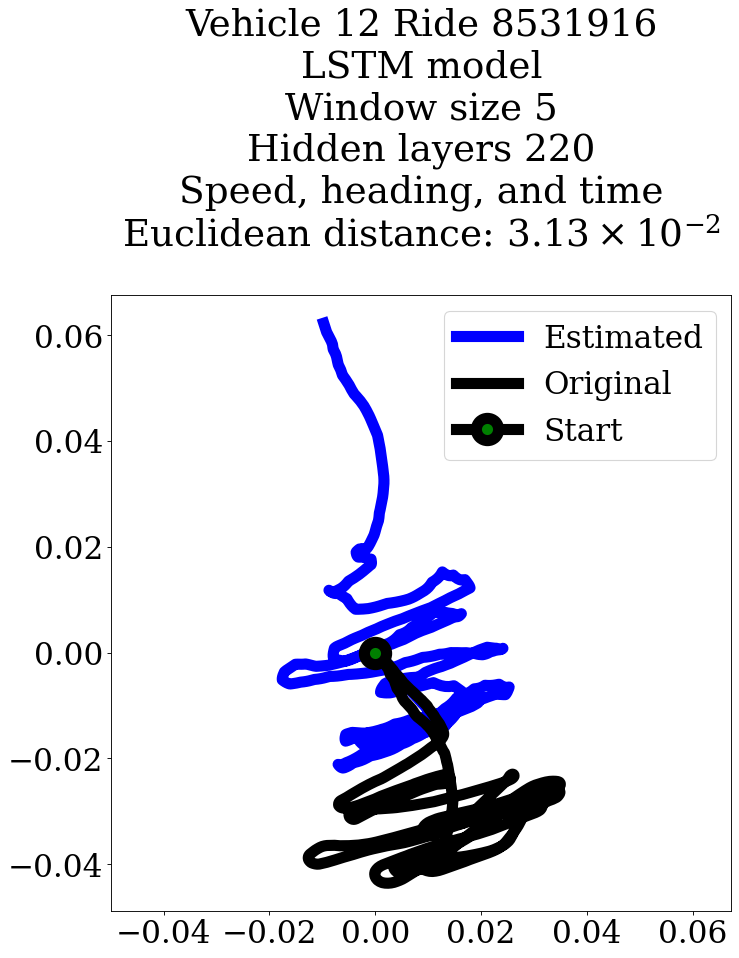 Vehicle 12 Ride 8531916
LSTM model
Window size 5
Hidden layers 220
Speed, heading, and time
Euclidean distance: 3.13 × 10⁻²
Estimated
Original
Start
0.06
0.04
0.02
0.00
−0.02
−0.04
−0.04 −0.02 0.00 0.02 0.04 0.06